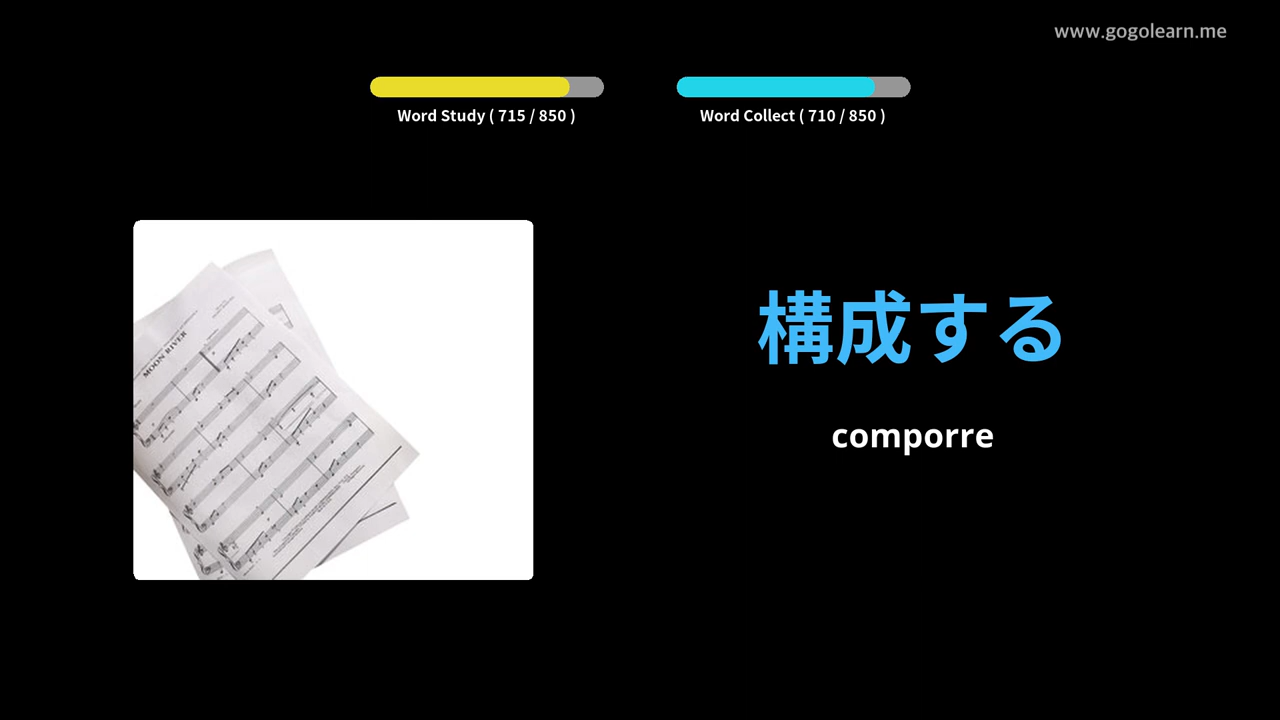 www.gogolearn.me
Word Study ( 715 / 850 )
Word Collect ( 710 / 850 )
MOON RIVER
構成する
comporre